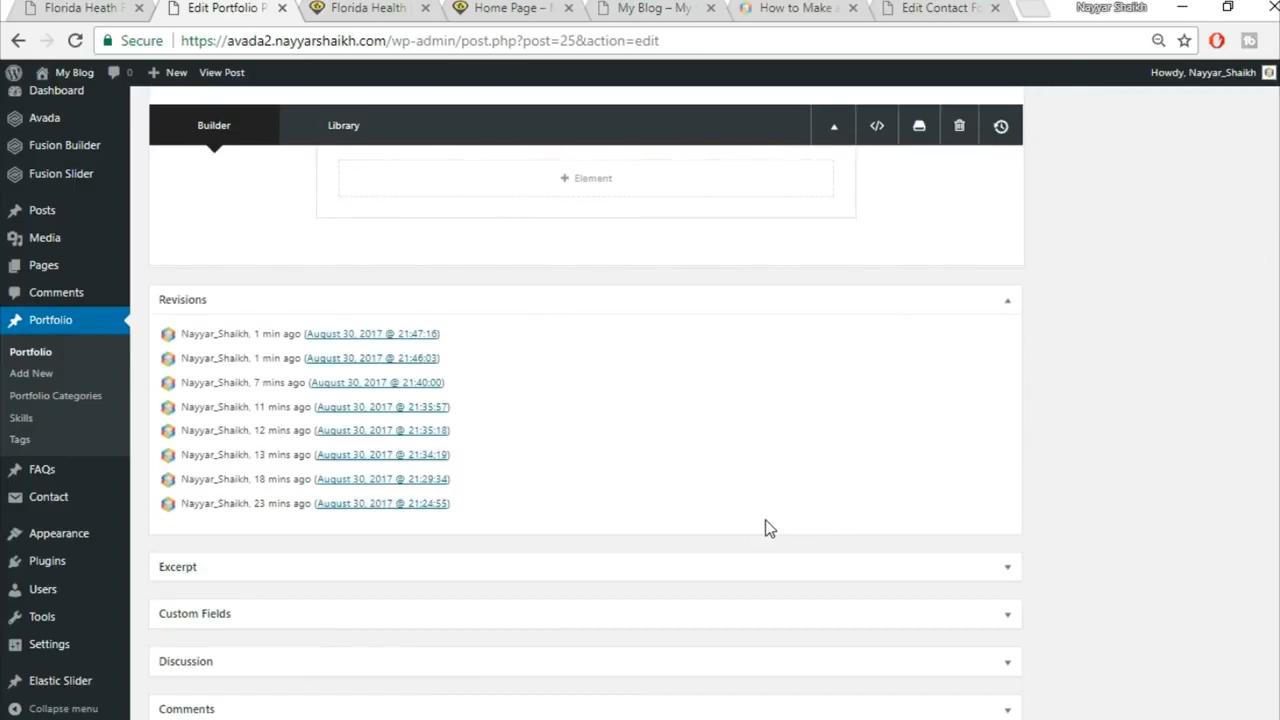 Florida Heath F
Edit Portfolio P
Florida Health
Home Page –
My Blog – My
How to Make
Edit Contact Fo
Nayyar Shaikh
Secure https://avada2.nayyarshaikh.com/wp-admin/post.php?post=25&action=edit
My Blog 0 New View Post Howdy, Nayyar_Shaikh
Dashboard
Avada
Fusion Builder
Fusion Slider
Posts
Media
Pages
Comments
Portfolio
Portfolio
Add New
Portfolio Categories
Skills
Tags
FAQs
Contact
Appearance
Plugins
Users
Tools
Settings
Elastic Slider
Collapse menu
Builder Library
+ Element
Revisions
Nayyar_Shaikh, 1 min ago (August 30, 2017 @ 21:47:16)
Nayyar_Shaikh, 1 min ago (August 30, 2017 @ 21:46:03)
Nayyar_Shaikh, 7 mins ago (August 30, 2017 @ 21:40:00)
Nayyar_Shaikh, 11 mins ago (August 30, 2017 @ 21:35:57)
Nayyar_Shaikh, 12 mins ago (August 30, 2017 @ 21:35:18)
Nayyar_Shaikh, 13 mins ago (August 30, 2017 @ 21:34:19)
Nayyar_Shaikh, 18 mins ago (August 30, 2017 @ 21:29:34)
Nayyar_Shaikh, 23 mins ago (August 30, 2017 @ 21:24:55)
Excerpt
Custom Fields
Discussion
Comments